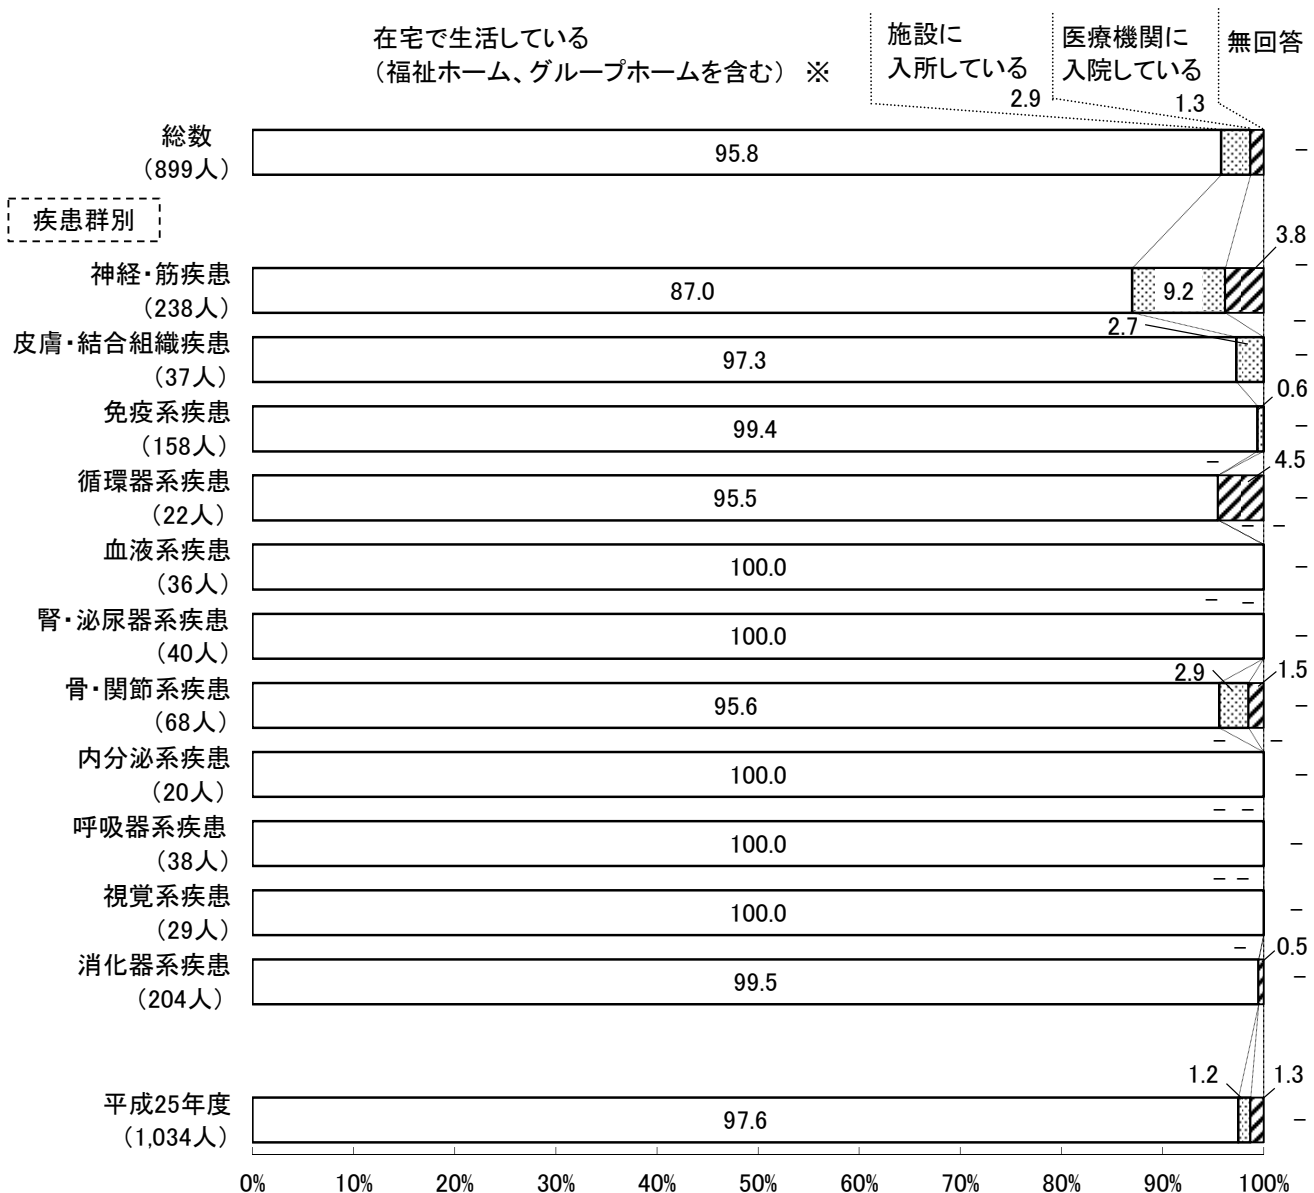 在宅で生活している
（福祉ホーム、グループホームを含む） ※
施設に
入所している
医療機関に
入院している
無回答
2.9
1.3
総数
（899人）
95.8
－
疾患群別
3.8
神経・筋疾患
（238人）
87.0
9.2
－
－
2.7
皮膚・結合組織疾患
（37人）
97.3
－
0.6
免疫系疾患
（158人）
99.4
－
－
4.5
循環器系疾患
（22人）
95.5
－
－ －
血液系疾患
（36人）
100.0
－
－ －
腎・泌尿器系疾患
（40人）
100.0
－
2.9
1.5
骨・関節系疾患
（68人）
95.6
－
－ －
内分泌系疾患
（20人）
100.0
－
－ －
呼吸器系疾患
（38人）
100.0
－
－ －
視覚系疾患
（29人）
100.0
－
－
0.5
消化器系疾患
（204人）
99.5
－
1.2
1.3
平成25年度
（1,034人）
97.6
－
0% 10% 20% 30% 40% 50% 60% 70% 80% 90% 100%